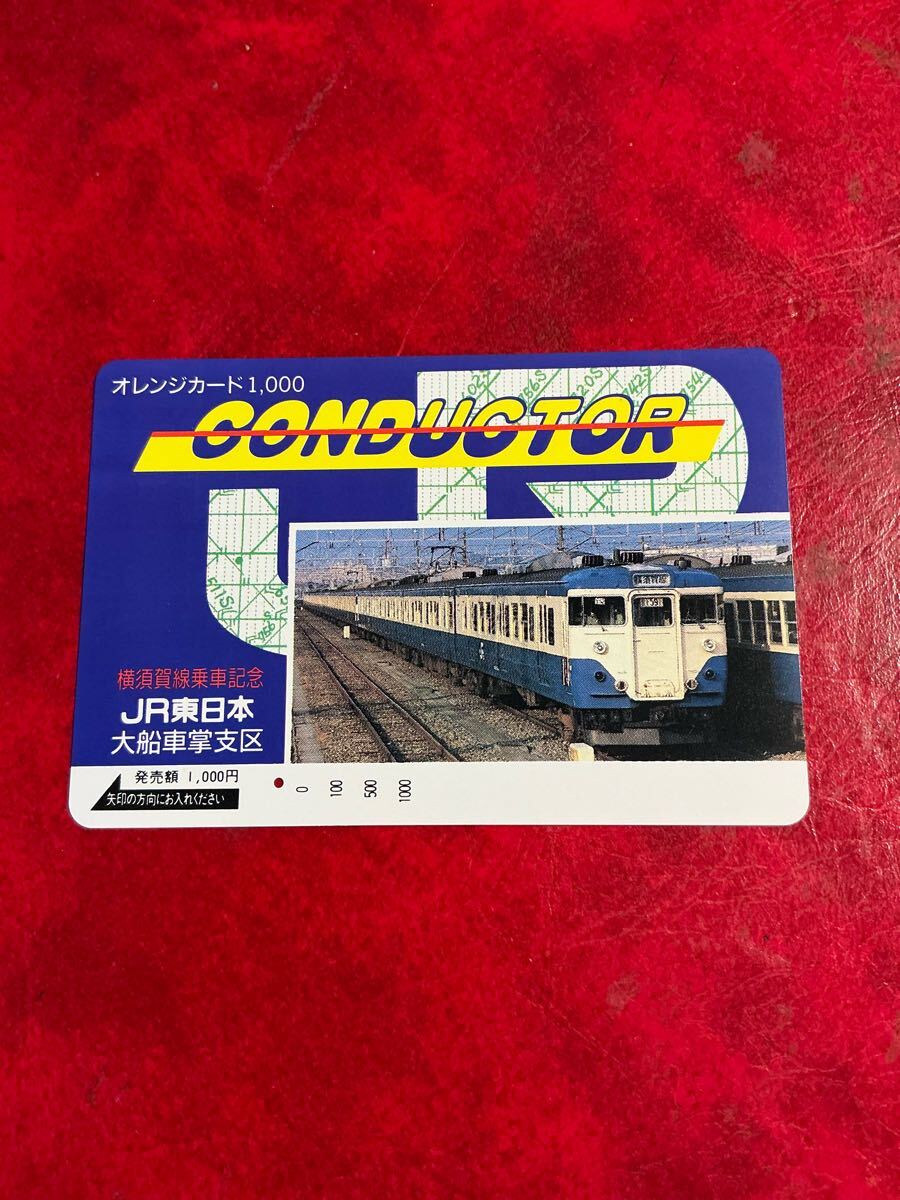 オレンジカード1,000
CONDUCTOR
横須賀線乗車記念
JR東日本
大船車掌支区
発売額 1,000円
矢印の方向にお入れください
0
100
500
1000